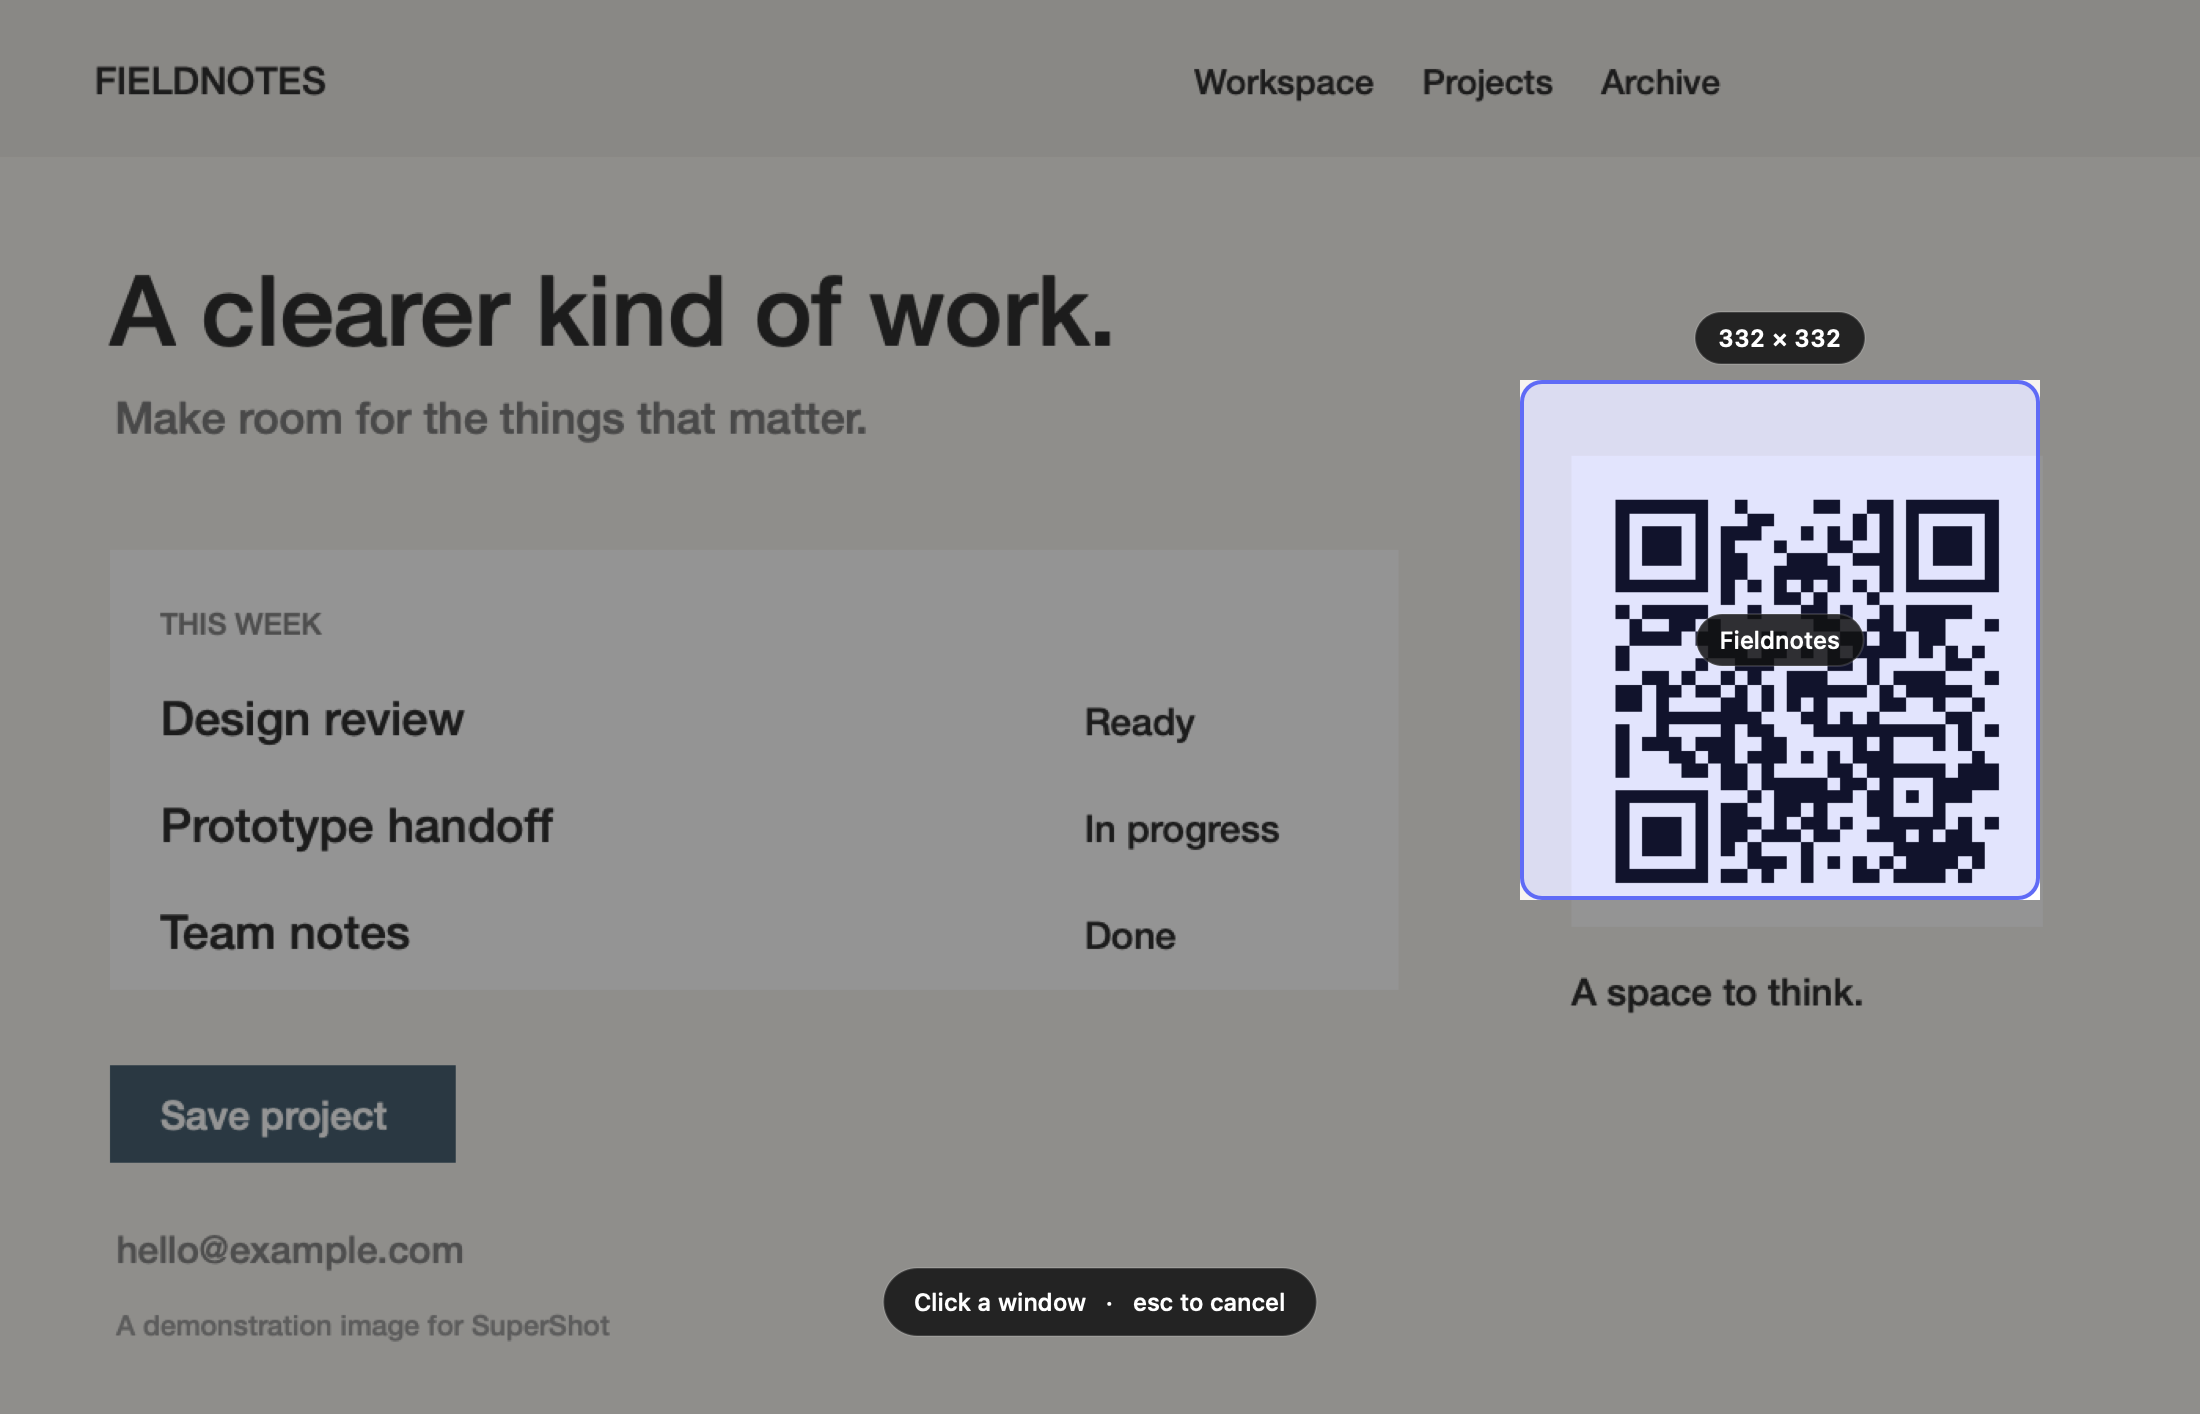 FIELDNOTES
Workspace Projects Archive
A clearer kind of work.
Make room for the things that matter.
332 × 332
Fieldnotes
THIS WEEK
Design review Ready
Prototype handoff In progress
Team notes Done
A space to think.
Save project
hello@example.com
Click a window · esc to cancel
A demonstration image for SuperShot